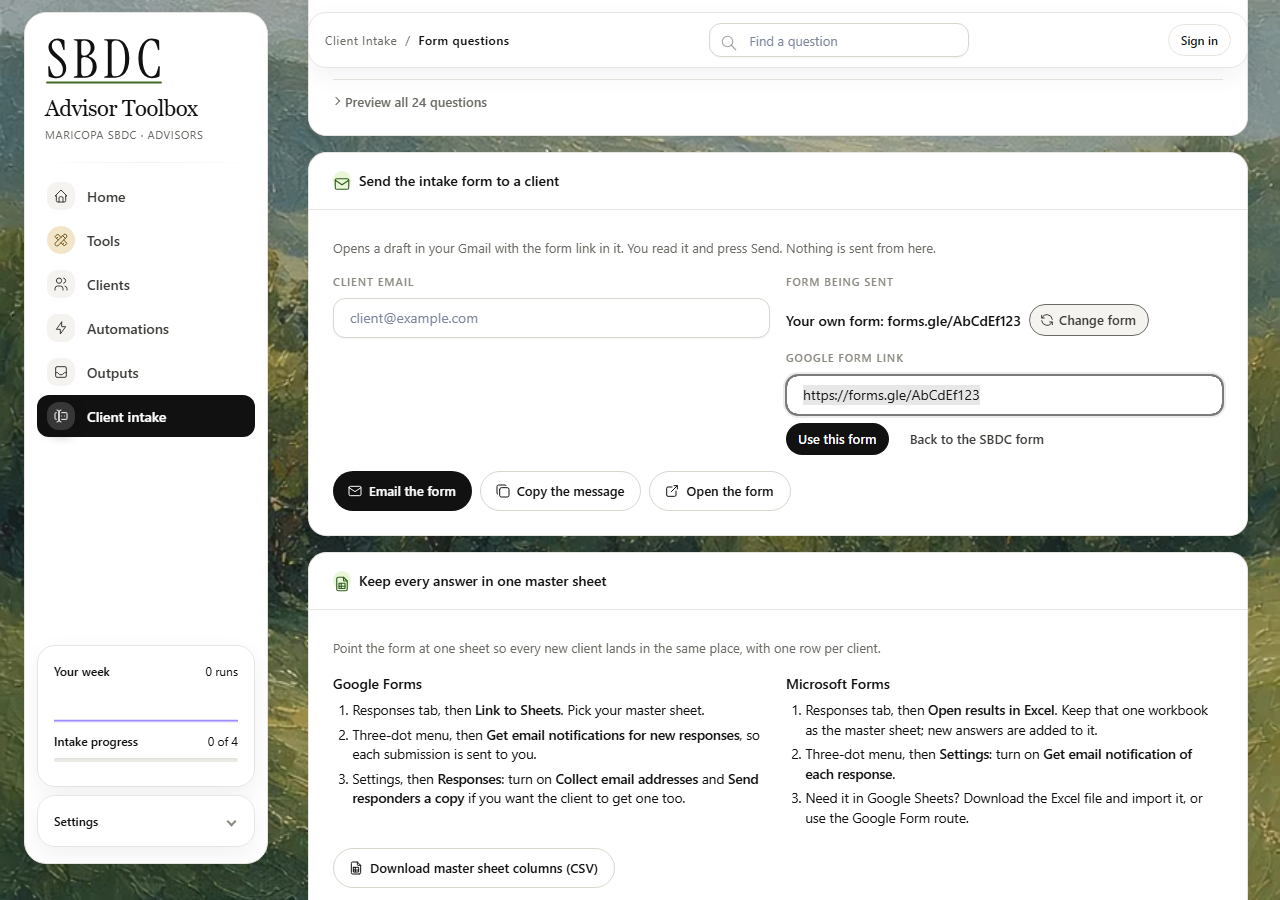 SBDC
Advisor Toolbox
MARICOPA SBDC · ADVISORS
Home
Tools
Clients
Automations
Outputs
Client intake
Your week 0 runs
Intake progress 0 of 4
Settings
Client Intake / Form questions
Find a question
Sign in
Preview all 24 questions
Send the intake form to a client
Opens a draft in your Gmail with the form link in it. You read it and press Send. Nothing is sent from here.
CLIENT EMAIL
client@example.com
FORM BEING SENT
Your own form: forms.gle/AbCdEf123
Change form
GOOGLE FORM LINK
https://forms.gle/AbCdEf123
Use this form
Back to the SBDC form
Email the form
Copy the message
Open the form
Keep every answer in one master sheet
Point the form at one sheet so every new client lands in the same place, with one row per client.
Google Forms
1. Responses tab, then Link to Sheets. Pick your master sheet.
2. Three-dot menu, then Get email notifications for new responses, so
each submission is sent to you.
3. Settings, then Responses: turn on Collect email addresses and Send
responders a copy if you want the client to get one too.
Microsoft Forms
1. Responses tab, then Open results in Excel. Keep that one workbook
as the master sheet; new answers are added to it.
2. Three-dot menu, then Settings: turn on Get email notification of
each response.
3. Need it in Google Sheets? Download the Excel file and import it, or
use the Google Form route.
Download master sheet columns (CSV)